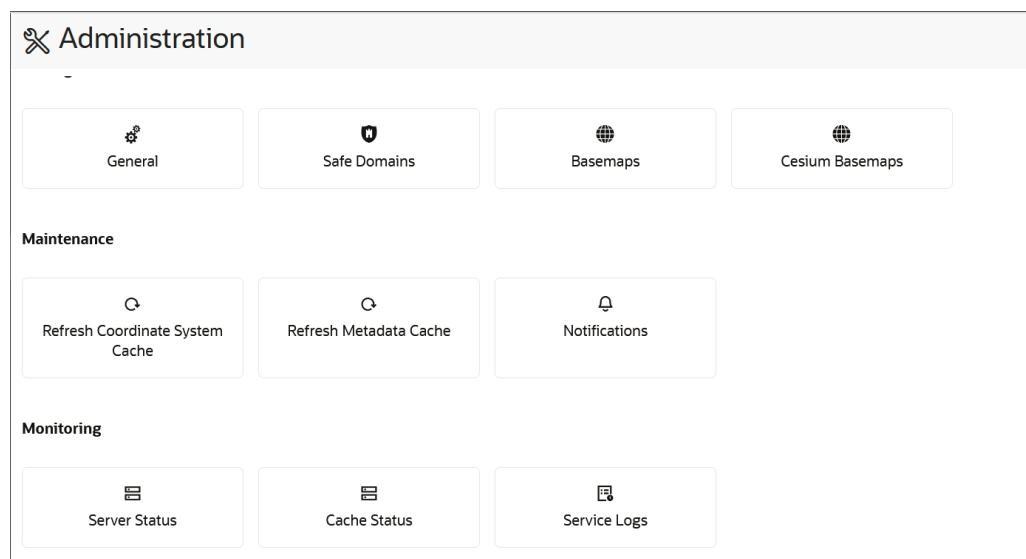 Administration
General
Safe Domains
Basemaps
Cesium Basemaps
Maintenance
Refresh Coordinate System
Cache
Refresh Metadata Cache
Notifications
Monitoring
Server Status
Cache Status
Service Logs